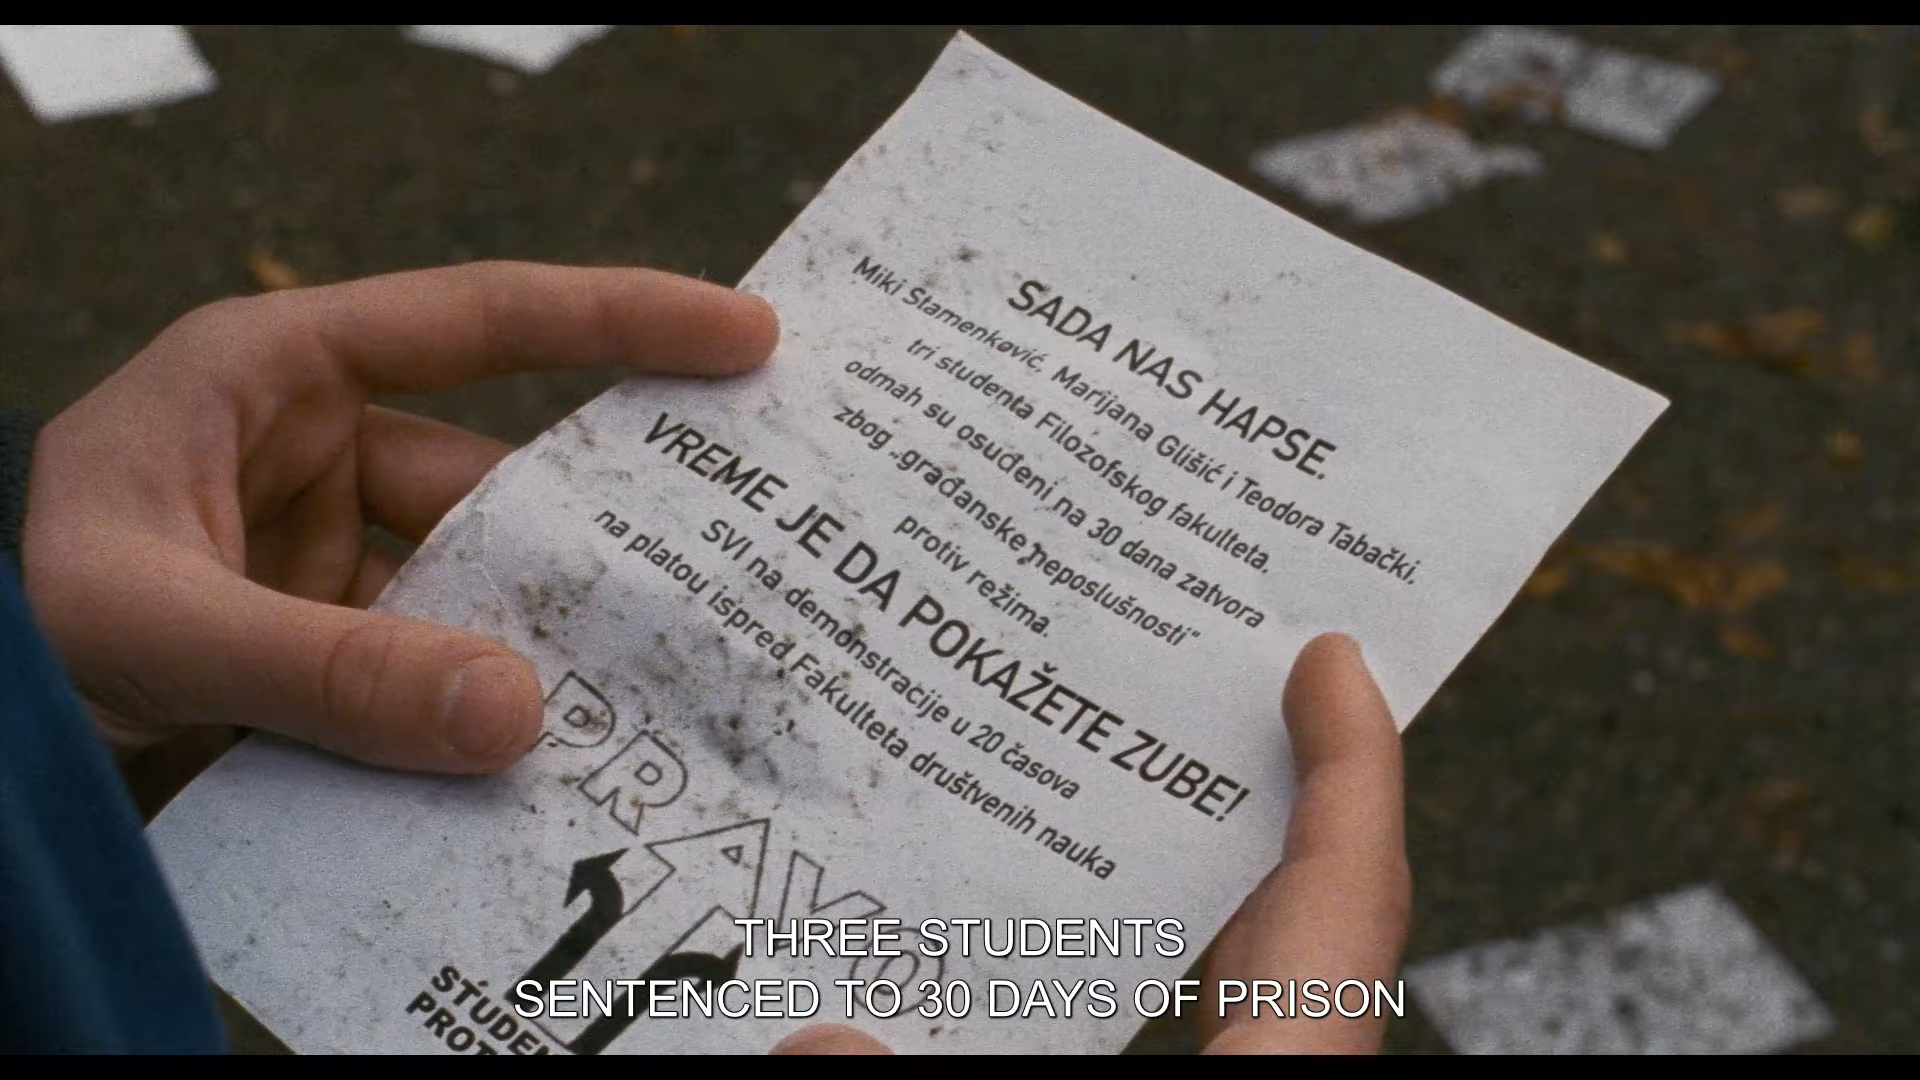 SADA NAS HAPSE.
Miki Stamenković, Marijana Glišić i Teodora Tabački,
tri studenta Filozofskog fakulteta,
odmah su osuđeni na 30 dana zatvora
zbog „građanske neposlušnosti“
protiv režima.
VREME JE DA POKAŽETE ZUBE!
SVI na demonstracije u 20 časova
na platou ispred Fakulteta društvenih nauka
PRAVO
THREE STUDENTS
SENTENCED TO 30 DAYS OF PRISON